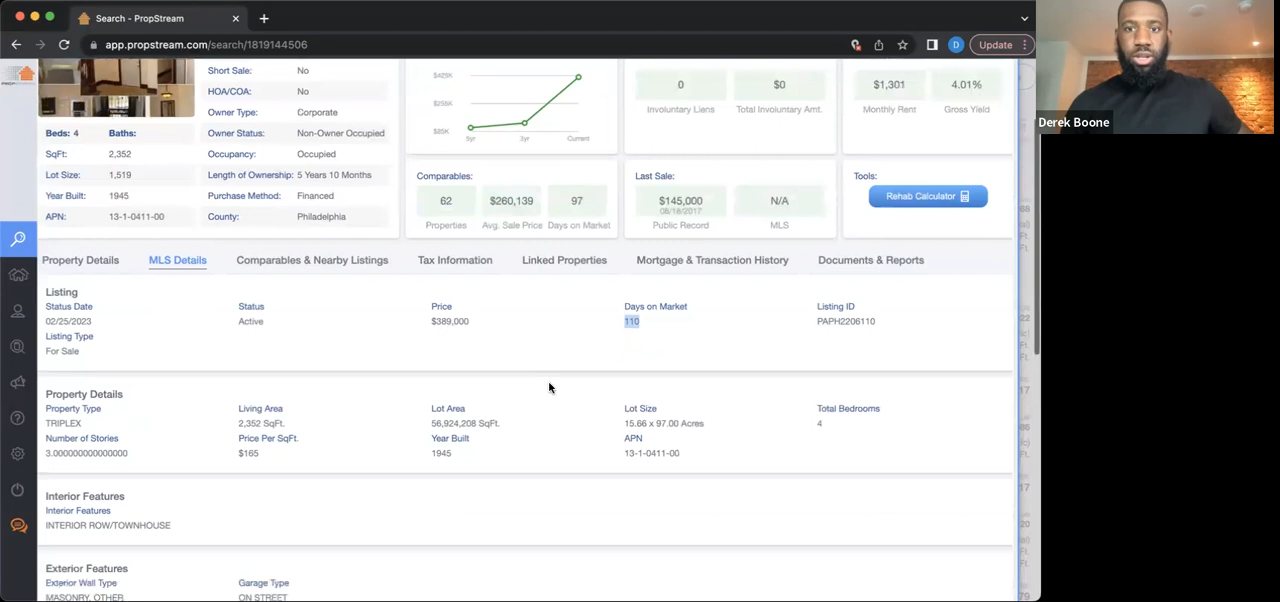 Search - PropStream
app.propstream.com/search/1819144506
D
Update
Derek Boone
Short Sale: No
HOA/COA: No
Owner Type: Corporate
Beds: 4 Baths:
Owner Status: Non-Owner Occupied
SqFt: 2,352
Occupancy: Occupied
Lot Size: 1,519
Length of Ownership: 5 Years 10 Months
Year Built: 1945
Purchase Method: Financed
APN: 13-1-0411-00
County: Philadelphia
$425K
$25K
5yr 3yr Current
0 $0
Involuntary Liens Total Involuntary Amt.
$1,301 4.01%
Monthly Rent Gross Yield
Comparables:
62 $260,139 97
Properties Avg. Sale Price Days on Market
Last Sale:
$145,000 N/A
08/16/2017
Public Record MLS
Tools:
Rehab Calculator
Property Details MLS Details Comparables & Nearby Listings Tax Information Linked Properties Mortgage & Transaction History Documents & Reports
Listing
Status Date Status Price Days on Market Listing ID
02/25/2023 Active $389,000 110 PAPH2206110
Listing Type
For Sale
Property Details
Property Type Living Area Lot Area Lot Size Total Bedrooms
TRIPLEX 2,352 SqFt. 56,924,208 SqFt. 15.66 x 97.00 Acres 4
Number of Stories Price Per SqFt. Year Built APN
3.00000000000000 $165 1945 13-1-0411-00
Interior Features
Interior Features
INTERIOR ROW/TOWNHOUSE
Exterior Features
Exterior Wall Type Garage Type
MASONRY, OTHER ON STREET